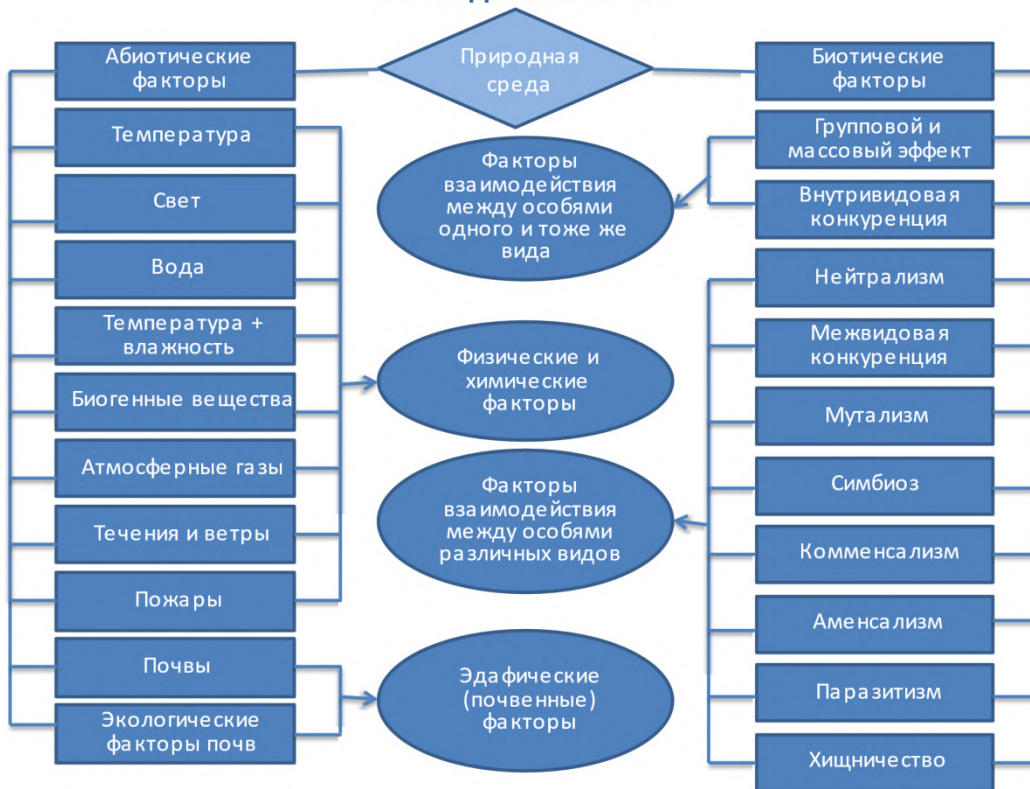 Абиотические
факторы
Природная
среда
Биотические
факторы
Температура
Свет
Вода
Температура +
влажность
Биогенные вещества
Атмосферные газы
Течения и ветры
Пожары
Почвы
Экологические
факторы почв
Факторы
взаимодействия
между особями
одного и тоже же
вида
Физические и
химические
факторы
Факторы
взаимодействия
между особями
различных видов
Эдафические
(почвенные)
факторы
Групповой и
массовый эффект
Внутривидовая
конкуренция
Нейтрализм
Межвидовая
конкуренция
Мутализм
Симбиоз
Комменсализм
Аменсализм
Паразитизм
Хищничество